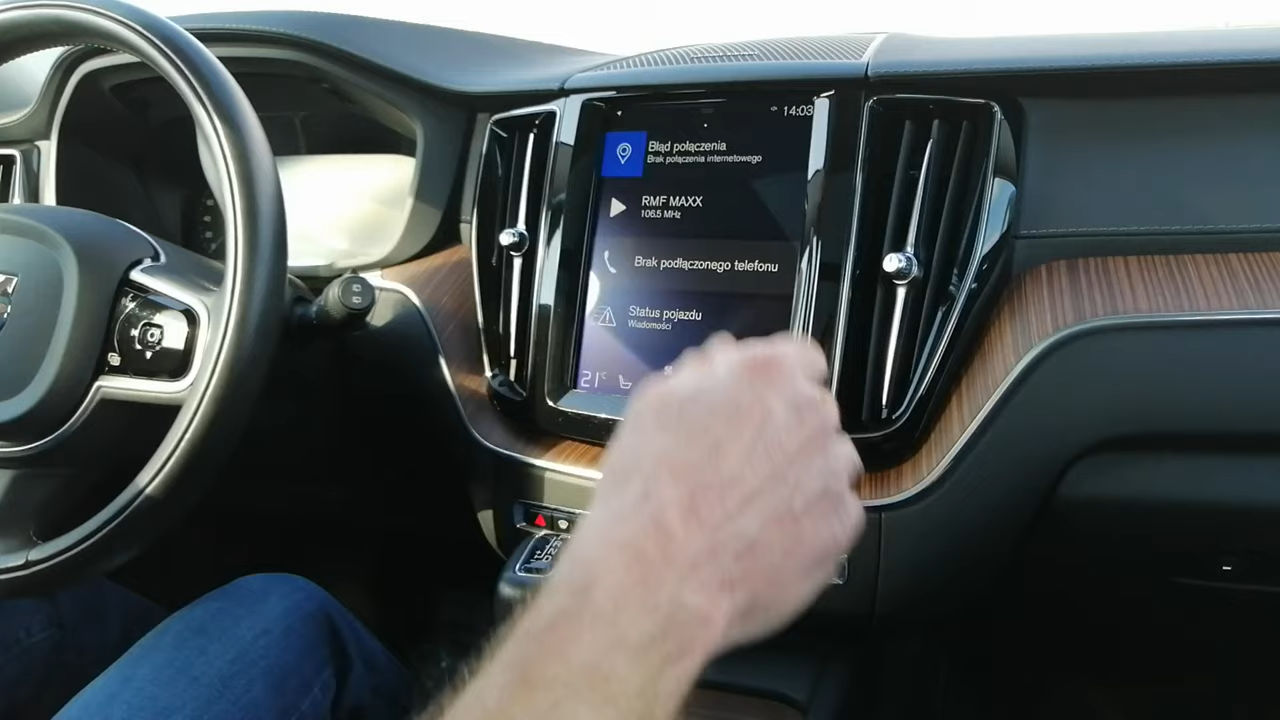 14:03
Błąd połączenia
Brak połączenia internetowego
RMF MAXX
106.5 MHz
Brak podłączonego telefonu
Status pojazdu
Wiadomości
21°C